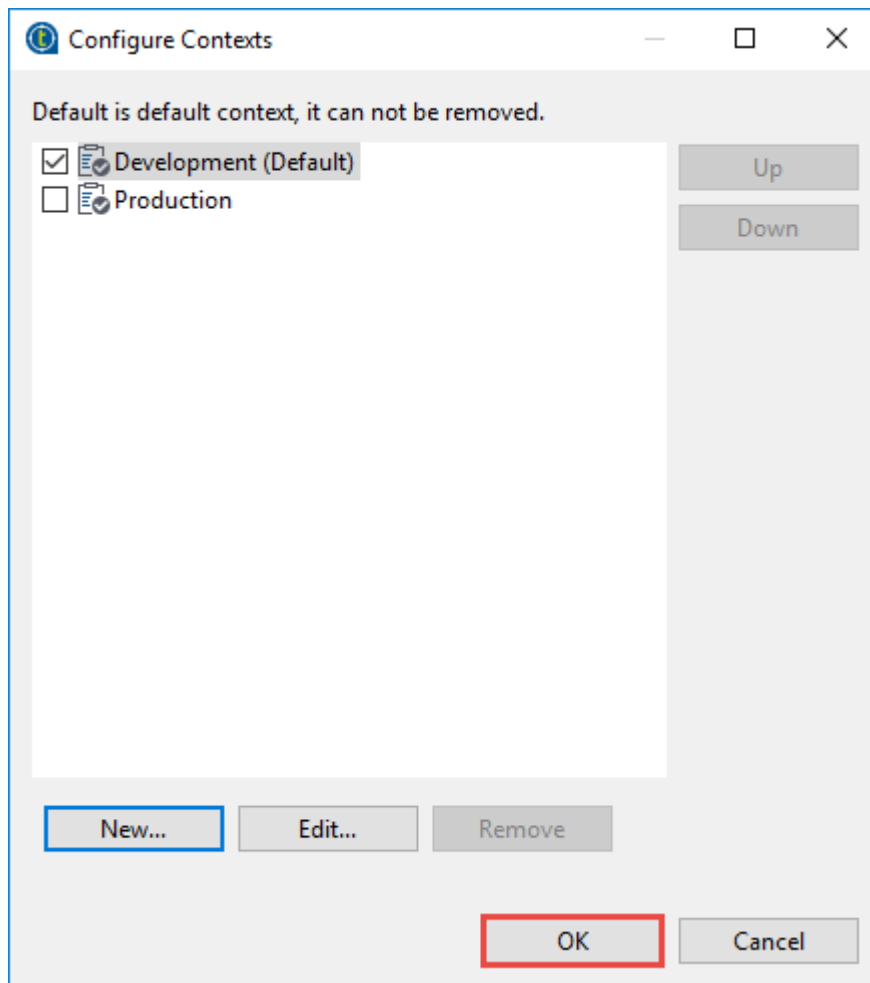 Configure Contexts
Default is default context, it can not be removed.
Development (Default)
Production
Up
Down
New...
Edit...
Remove
OK
Cancel